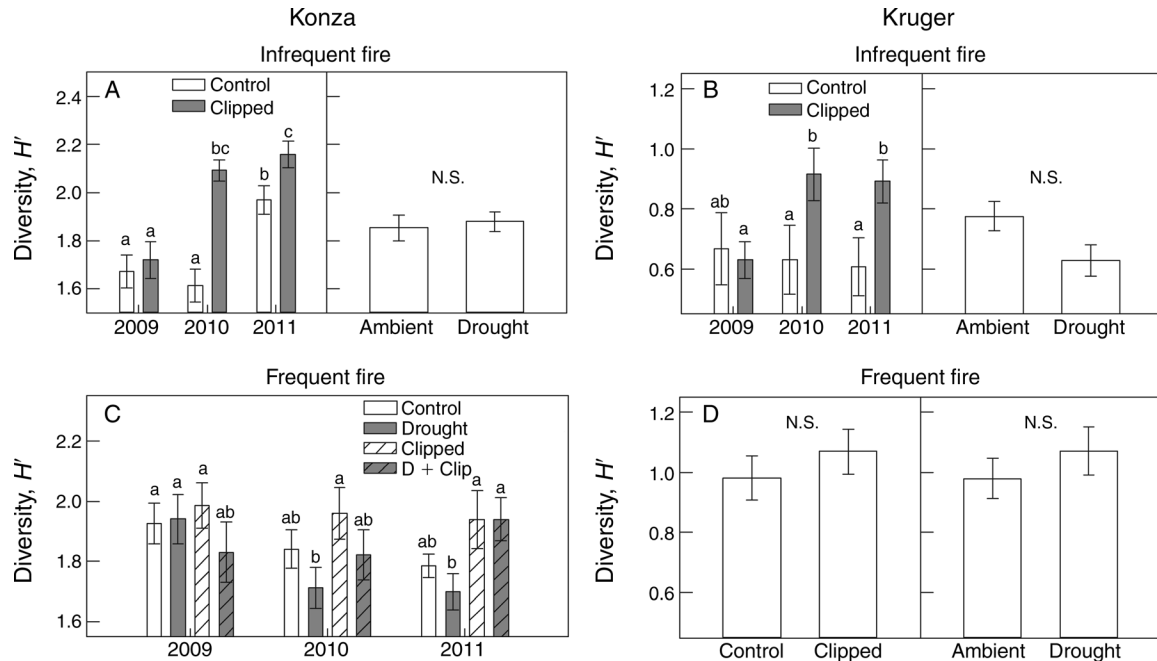 Konza
Kruger
Infrequent fire
Infrequent fire
A
Control
Clipped
Diversity, H′
2.4
2.2
2.0
1.8
1.6
a
a
a
bc
b
c
N.S.
2009
2010
2011
Ambient
Drought
B
Control
Clipped
Diversity, H′
1.2
1.0
0.8
0.6
ab
a
a
b
a
b
N.S.
2009
2010
2011
Ambient
Drought
Frequent fire
Frequent fire
C
Control
Drought
Clipped
D + Clip
Diversity, H′
2.2
2.0
1.8
1.6
a
a
a
ab
ab
b
a
ab
ab
b
a
a
2009
2010
2011
D
Diversity, H′
1.2
1.0
0.8
0.6
N.S.
N.S.
Control
Clipped
Ambient
Drought